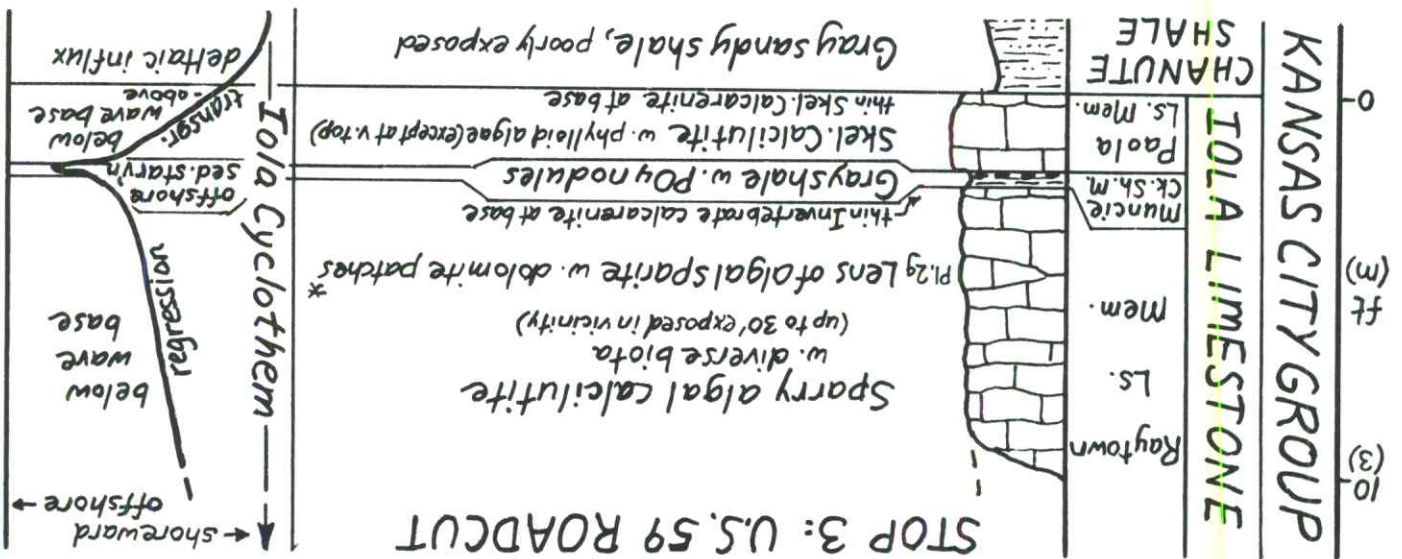 STOP 3: U.S. 59 ROADCUT
← shoreward
offshore →
KANSAS CITY GROUP
IOLA LIMESTONE
CHANUTE
SHALE
10
(3)
ft
(m)
0
Raytown
Ls.
Mem.
Muncie
Ck. Sh. M.
Paola
Ls. Mem.
Sparry algal calcilutite
w. diverse biota
(up to 30' exposed in vicinity)
Pl.2g Lens of algal sparite w. dolomite patches *
thin Invertebrate calcarenite at base
Gray shale w. PO4 nodules
Skel. Calcilutite w. phylloid algae (except at v. top)
thin Skel. Calcarenite at base
Gray sandy shale, poorly exposed
Iola Cyclothem
regression
below
wave
base
offshore
sed. starv'n
transgr.
below
wave base
- above
deltaic influx